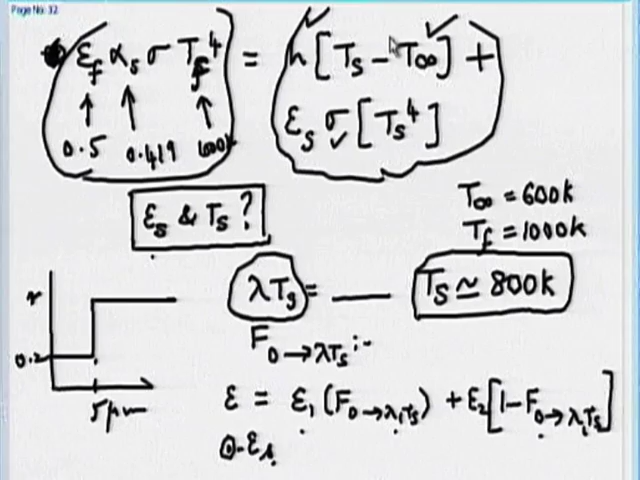 Page No: 32
ε_f α_s σ T_f^4 = h[T_s - T_∞] +
ε_s σ[T_s^4]
0.5 0.419 1000K
ε_s & T_s ?
T_∞ = 600K
T_f = 1000K
λT_s = ___ T_s ≃ 800K
F_0→λT_s :-
0.2
5μm
ε = ε_1 (F_0→λ_1T_s) + ε_2[1-F_0→λ_1T_s]